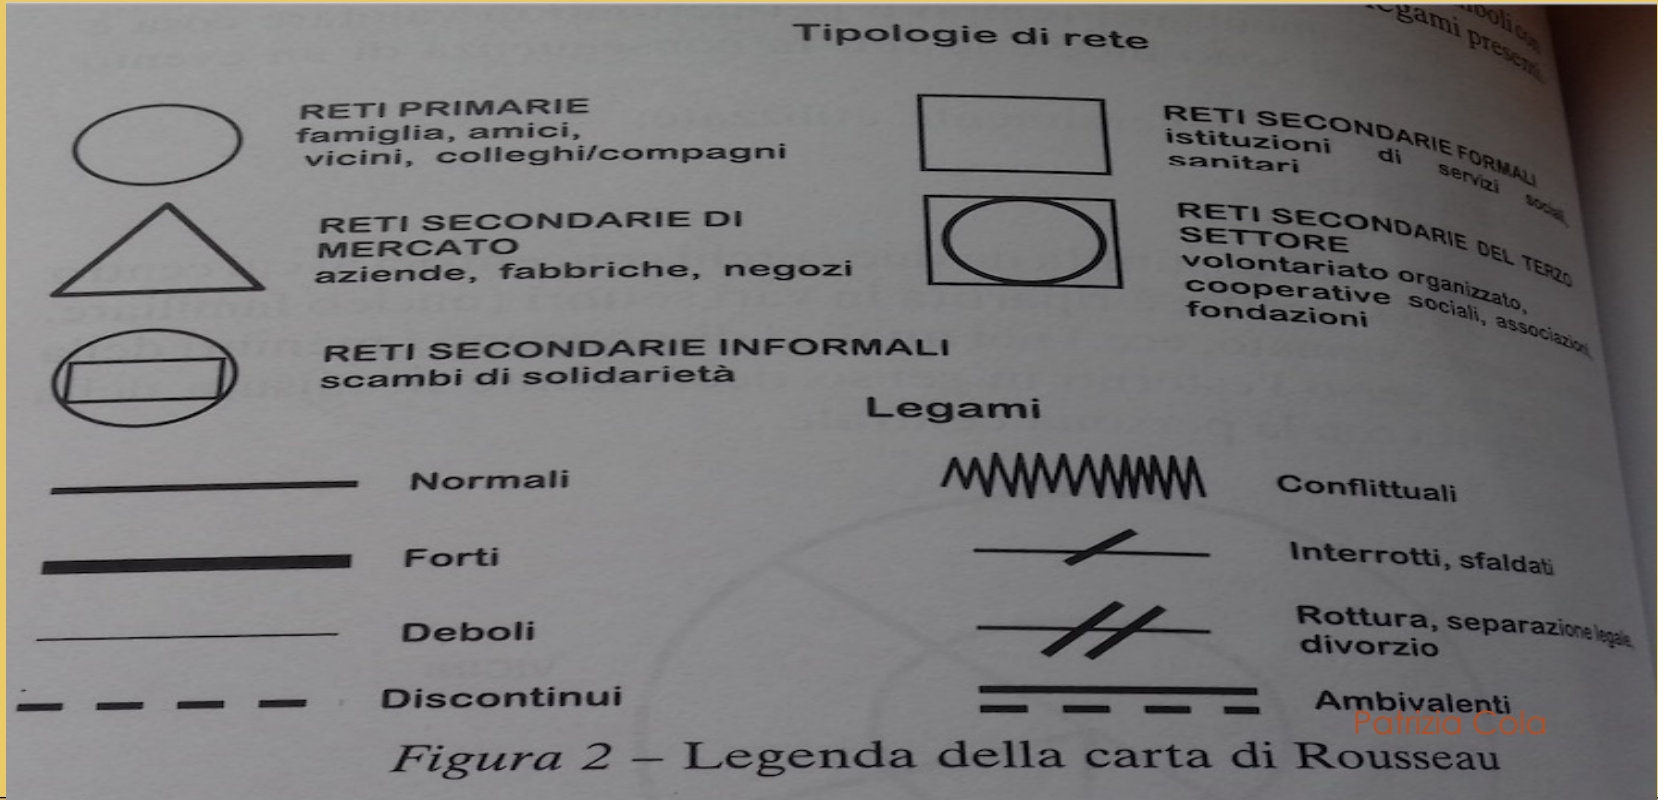 legami presenti.
Tipologie di rete
RETI PRIMARIE
famiglia, amici,
vicini, colleghi/compagni
RETI SECONDARIE FORMALI
istituzioni di servizi sociali,
sanitari
RETI SECONDARIE DI
MERCATO
aziende, fabbriche, negozi
RETI SECONDARIE DEL TERZO
SETTORE
volontariato organizzato,
cooperative sociali, associazioni,
fondazioni
RETI SECONDARIE INFORMALI
scambi di solidarietà
Legami
Normali
Conflittuali
Forti
Interrotti, sfaldati
Deboli
Rottura, separazione legale,
divorzio
Discontinui
Ambivalenti
Patrizia Cola
Figura 2 – Legenda della carta di Rousseau